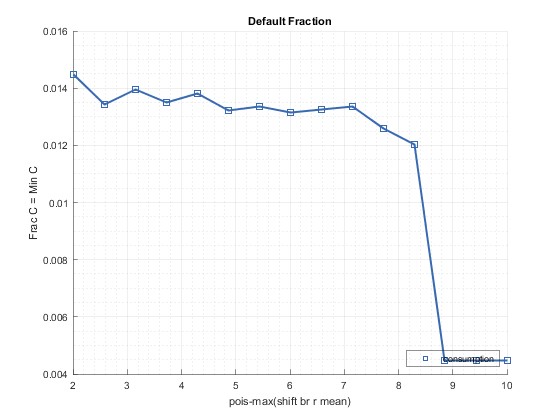 Default Fraction
0.016
0.014
0.012
0.01
0.008
0.006
0.004
Frac C = Min C
consumption
2 3 4 5 6 7 8 9 10
pois-max(shift br r mean)